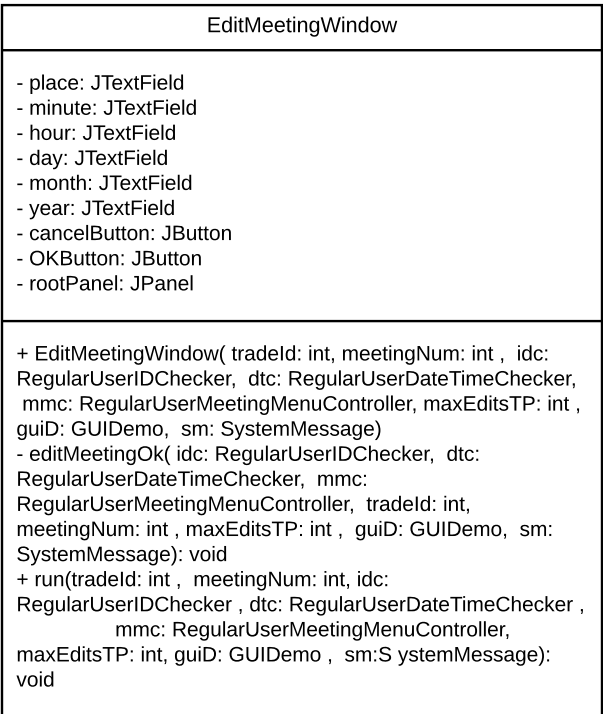 EditMeetingWindow
- place: JTextField
- minute: JTextField
- hour: JTextField
- day: JTextField
- month: JTextField
- year: JTextField
- cancelButton: JButton
- OKButton: JButton
- rootPanel: JPanel
+ EditMeetingWindow( tradeId: int, meetingNum: int ,  idc:
RegularUserIDChecker,  dtc: RegularUserDateTimeChecker,
mmc: RegularUserMeetingMenuController, maxEditsTP: int ,
guiD: GUIDemo,  sm: SystemMessage)
- editMeetingOk( idc: RegularUserIDChecker,  dtc:
RegularUserDateTimeChecker,  mmc:
RegularUserMeetingMenuController,  tradeId: int,
meetingNum: int , maxEditsTP: int ,  guiD: GUIDemo,  sm:
SystemMessage): void
+ run(tradeId: int ,  meetingNum: int, idc:
RegularUserIDChecker , dtc: RegularUserDateTimeChecker ,
mmc: RegularUserMeetingMenuController,
maxEditsTP: int, guiD: GUIDemo ,  sm:S ystemMessage):
void